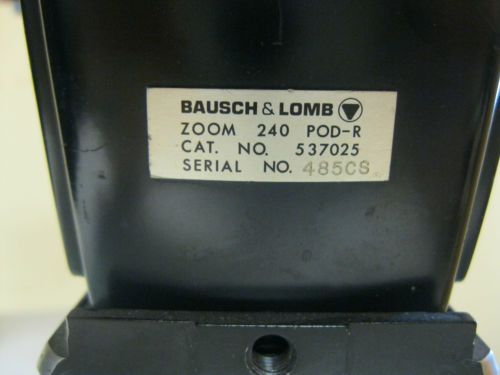 BAUSCH & LOMB
ZOOM 240 POD-R
CAT. NO. 537025
SERIAL NO. 485CS